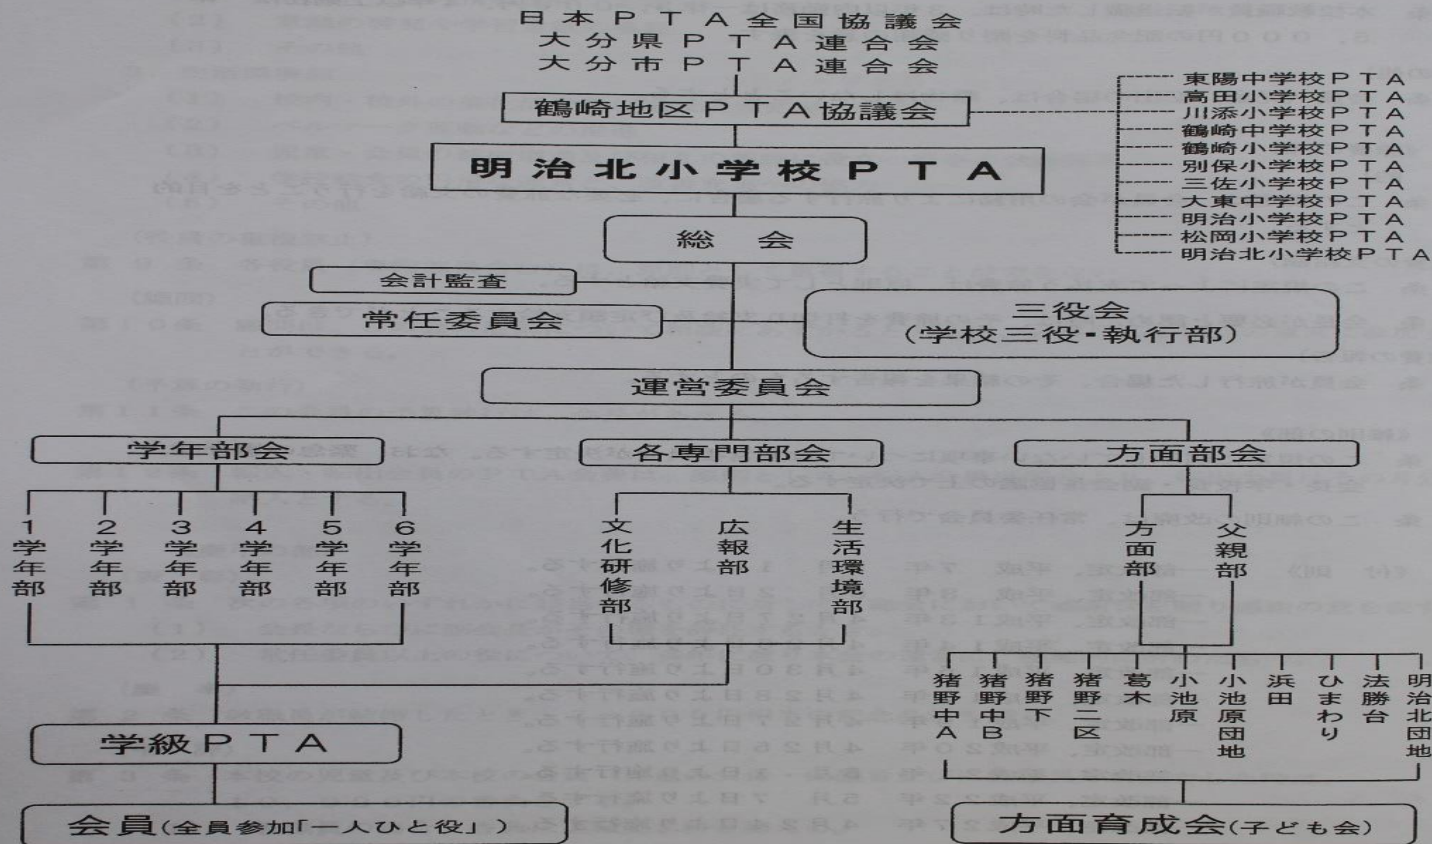 日本PTA全国協議会
大分県PTA連合会
大分市PTA連合会
鶴崎地区PTA協議会
東陽中学校PTA
高田小学校PTA
川添小学校PTA
鶴崎中学校PTA
鶴崎小学校PTA
別保小学校PTA
三佐小学校PTA
大東中学校PTA
明治小学校PTA
松岡小学校PTA
明治北小学校PTA
明治北小学校PTA
総会
会計監査
常任委員会
三役会
(学校三役・執行部)
運営委員会
学年部会
各専門部会
方面部会
1学年部
2学年部
3学年部
4学年部
5学年部
6学年部
文化研修部
広報部
生活環境部
方面部
父親部
猪野中A
猪野中B
猪野下
猪野二区
葛木
小池原
小池原団地
浜田
ひまわり
法勝台
明治北団地
学級PTA
会員(全員参加「一人ひと役」)
方面育成会(子ども会)